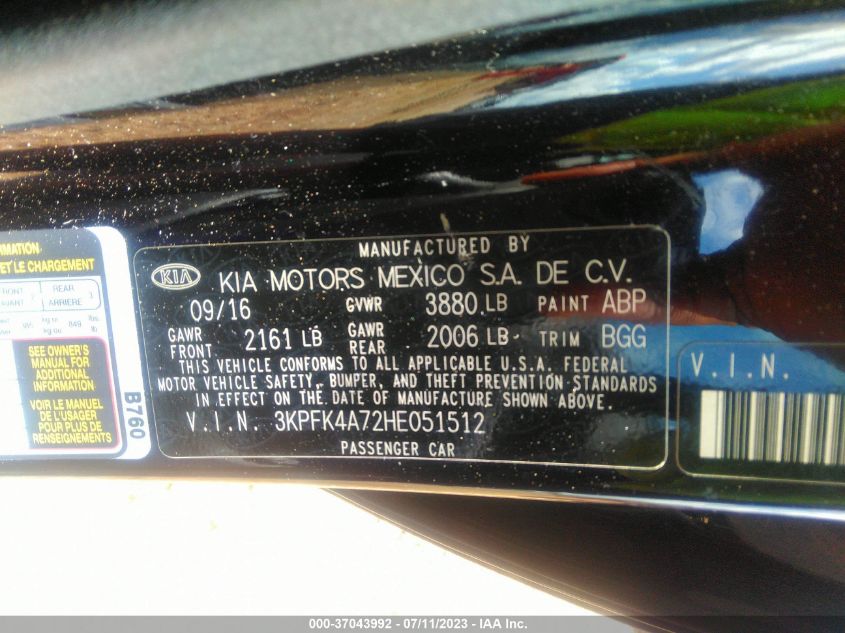 MANUFACTURED BY
KIA KIA MOTORS MEXICO S.A. DE C.V.
09/16 GVWR 3880 LB PAINT ABP
GAWR FRONT 2161 LB GAWR REAR 2006 LB TRIM BGG
THIS VEHICLE CONFORMS TO ALL APPLICABLE U.S.A. FEDERAL
MOTOR VEHICLE SAFETY, BUMPER, AND THEFT PREVENTION STANDARDS
IN EFFECT ON THE DATE OF MANUFACTURE SHOWN ABOVE.
V.I.N. 3KPFK4A72HE051512
PASSENGER CAR
ET LE CHARGEMENT
REAR
ARRIERE 3
SEE OWNER'S
MANUAL FOR
ADDITIONAL
INFORMATION
VOIR LE MANUEL
DE L'USAGER
POUR PLUS DE
RENSEIGNEMENTS
B760
V.I.N.
000-37043992 - 07/11/2023 - IAA Inc.